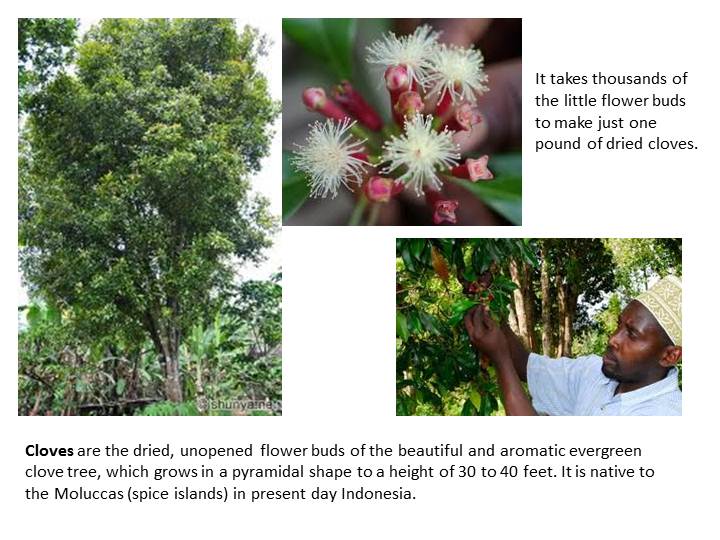 It takes thousands of
the little flower buds
to make just one
pound of dried cloves.
©shunya.net
Cloves are the dried, unopened flower buds of the beautiful and aromatic evergreen
clove tree, which grows in a pyramidal shape to a height of 30 to 40 feet. It is native to
the Moluccas (spice islands) in present day Indonesia.